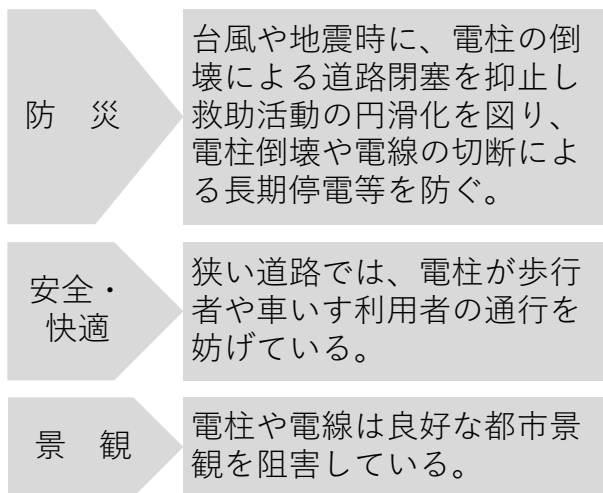 防　災
台風や地震時に、電柱の倒
壊による道路閉塞を抑止し
救助活動の円滑化を図り、
電柱倒壊や電線の切断によ
る長期停電等を防ぐ。
安全・
快適
狭い道路では、電柱が歩行
者や車いす利用者の通行を
妨げている。
景　観
電柱や電線は良好な都市景
観を阻害している。